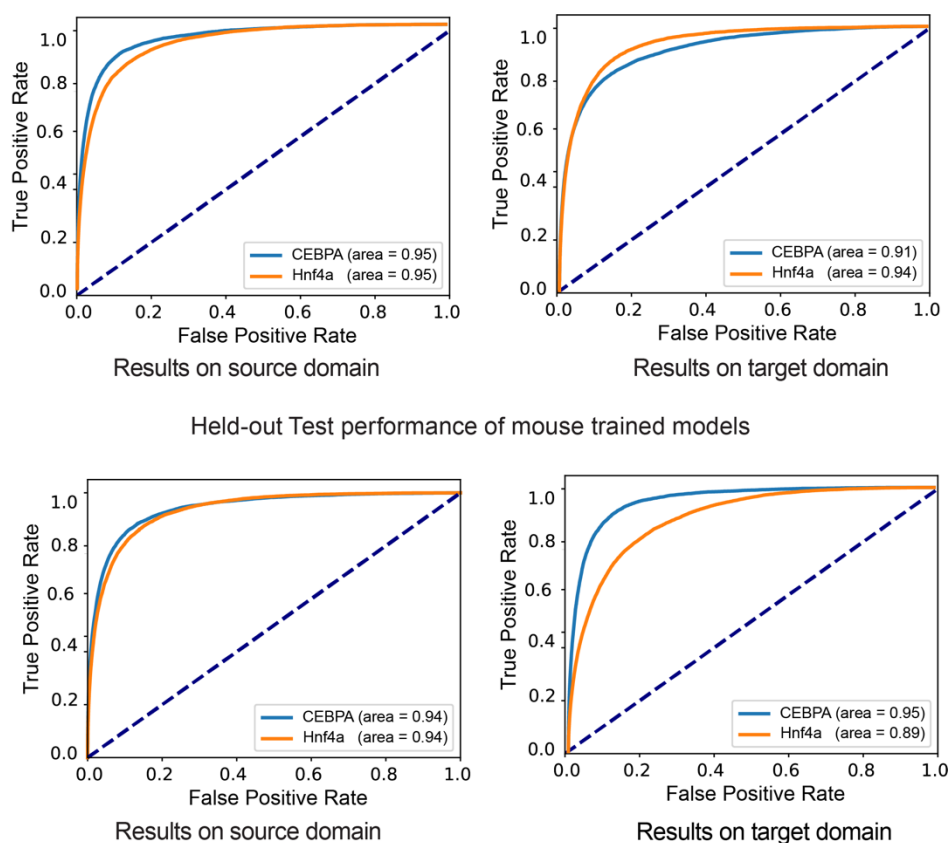 1.0
0.8
0.6
0.4
0.2
0.0
True Positive Rate
CEBPA (area = 0.95)
Hnf4a (area = 0.95)
0.0 0.2 0.4 0.6 0.8 1.0
False Positive Rate
Results on source domain
1.0
0.8
0.6
0.4
0.2
0.0
True Positive Rate
CEBPA (area = 0.91)
Hnf4a (area = 0.94)
0.0 0.2 0.4 0.6 0.8 1.0
False Positive Rate
Results on target domain
Held-out Test performance of mouse trained models
1.0
0.8
0.6
0.4
0.2
0.0
True Positive Rate
CEBPA (area = 0.94)
Hnf4a (area = 0.94)
0.0 0.2 0.4 0.6 0.8 1.0
False Positive Rate
Results on source domain
1.0
0.8
0.6
0.4
0.2
0.0
True Positive Rate
CEBPA (area = 0.95)
Hnf4a (area = 0.89)
0.0 0.2 0.4 0.6 0.8 1.0
False Positive Rate
Results on target domain